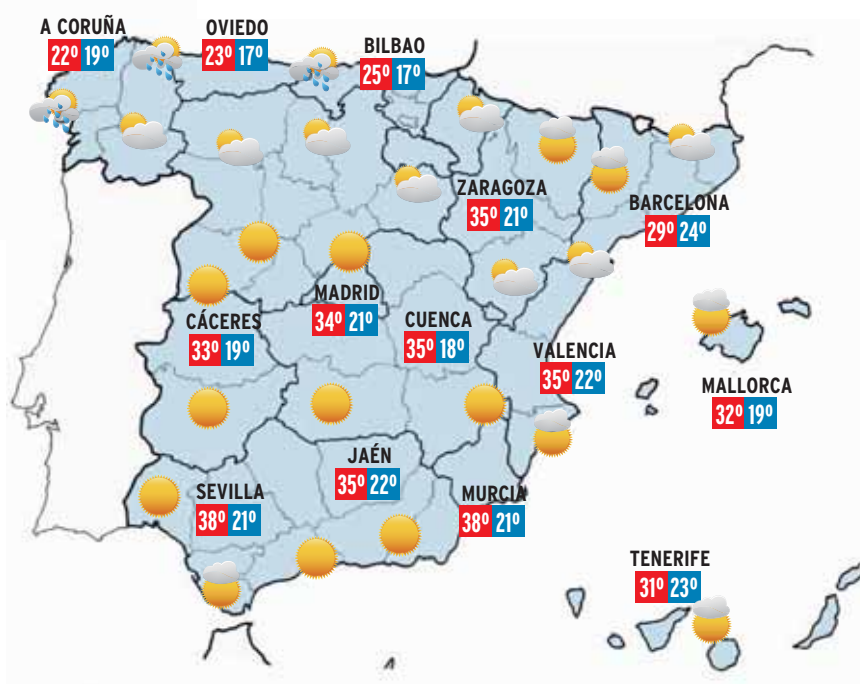 A CORUÑA
22º 19º
OVIEDO
23º 17º
BILBAO
25º 17º
ZARAGOZA
35º 21º
BARCELONA
29º 24º
MADRID
34º 21º
CÁCERES
33º 19º
CUENCA
35º 18º
VALENCIA
35º 22º
MALLORCA
32º 19º
JAÉN
35º 22º
SEVILLA
38º 21º
MURCIA
38º 21º
TENERIFE
31º 23º